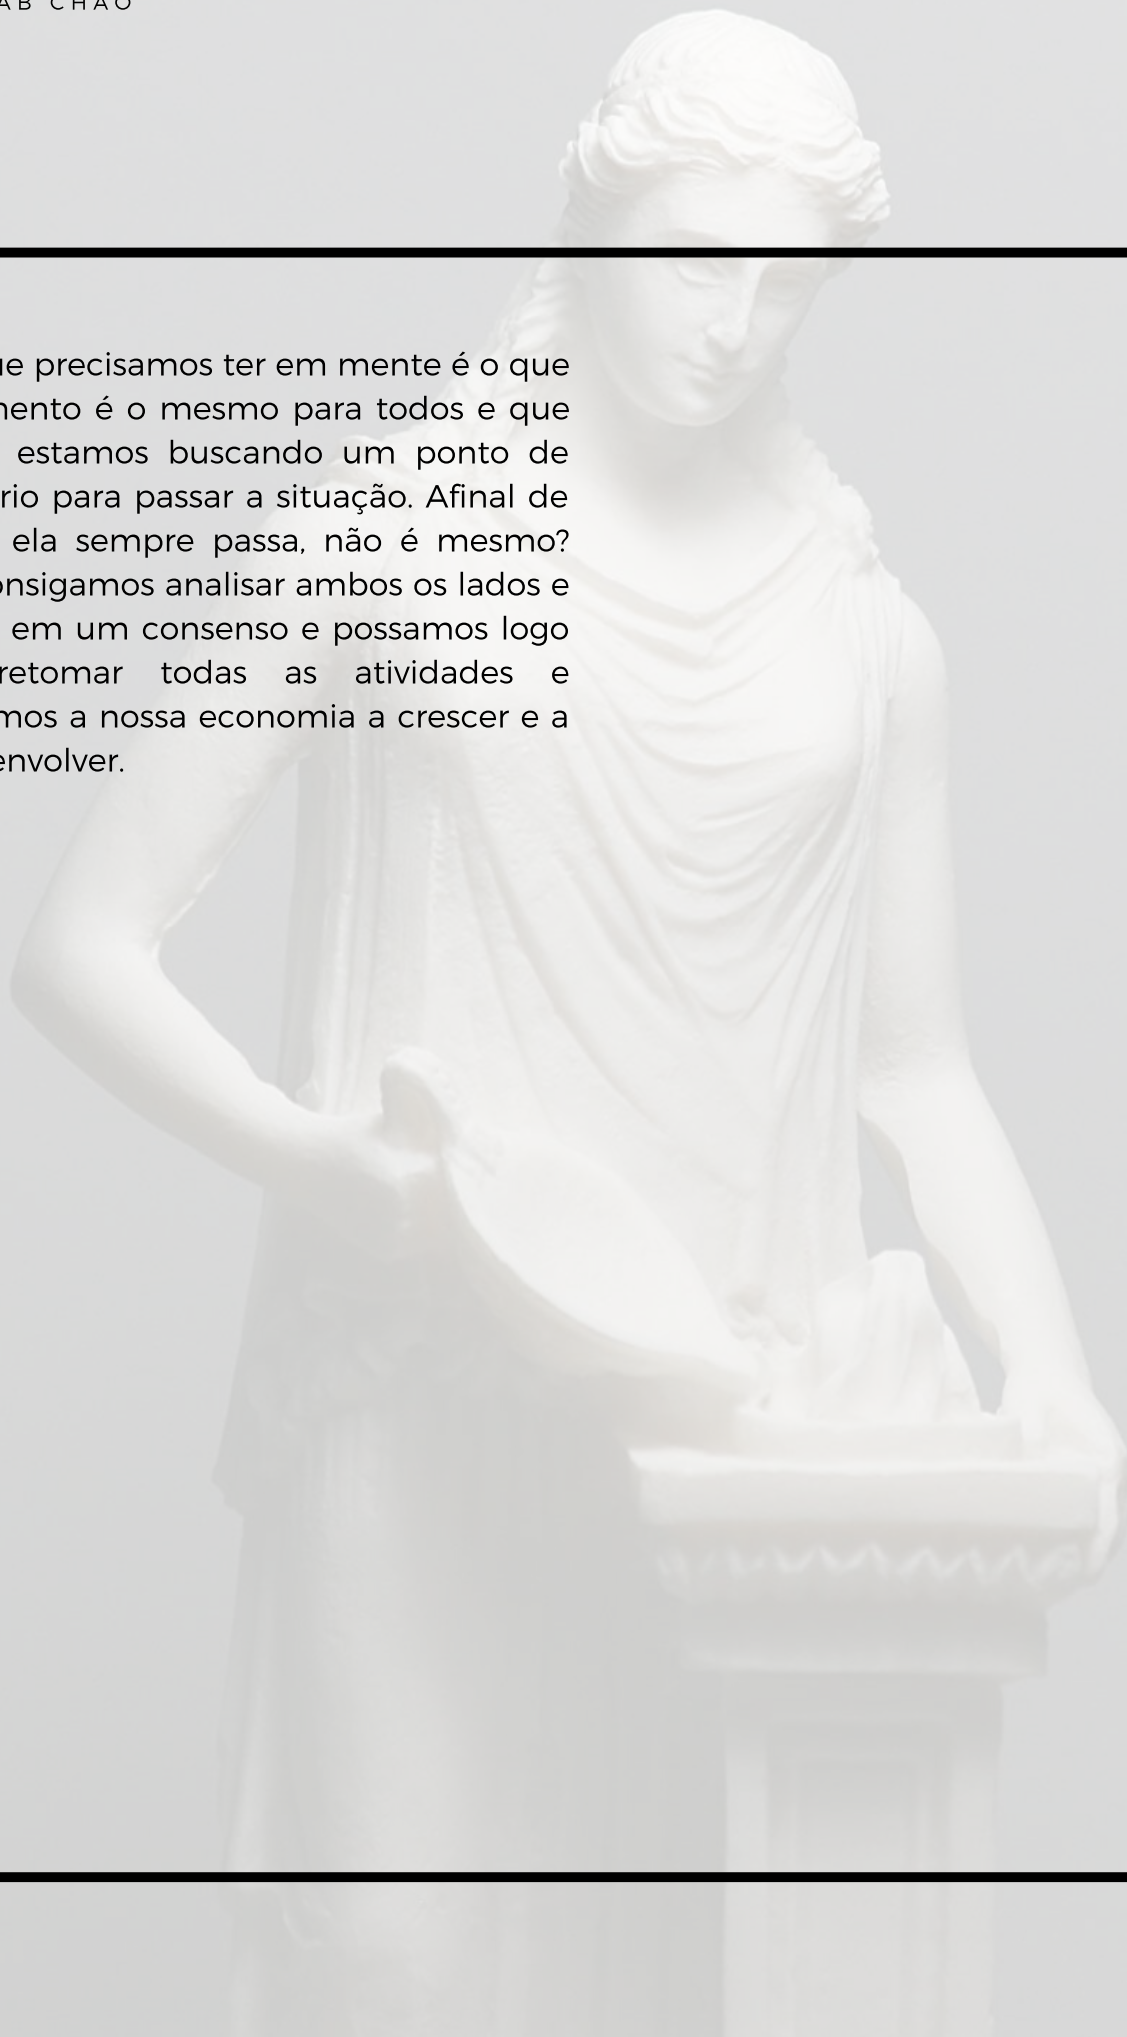 AB CHAO
ue precisamos ter em mente é o que
mento é o mesmo para todos e que
estamos buscando um ponto de
rio para passar a situação. Afinal de
ela sempre passa, não é mesmo?
onsigamos analisar ambos os lados e
em um consenso e possamos logo
retomar todas as atividades e
mos a nossa economia a crescer e a
envolver.